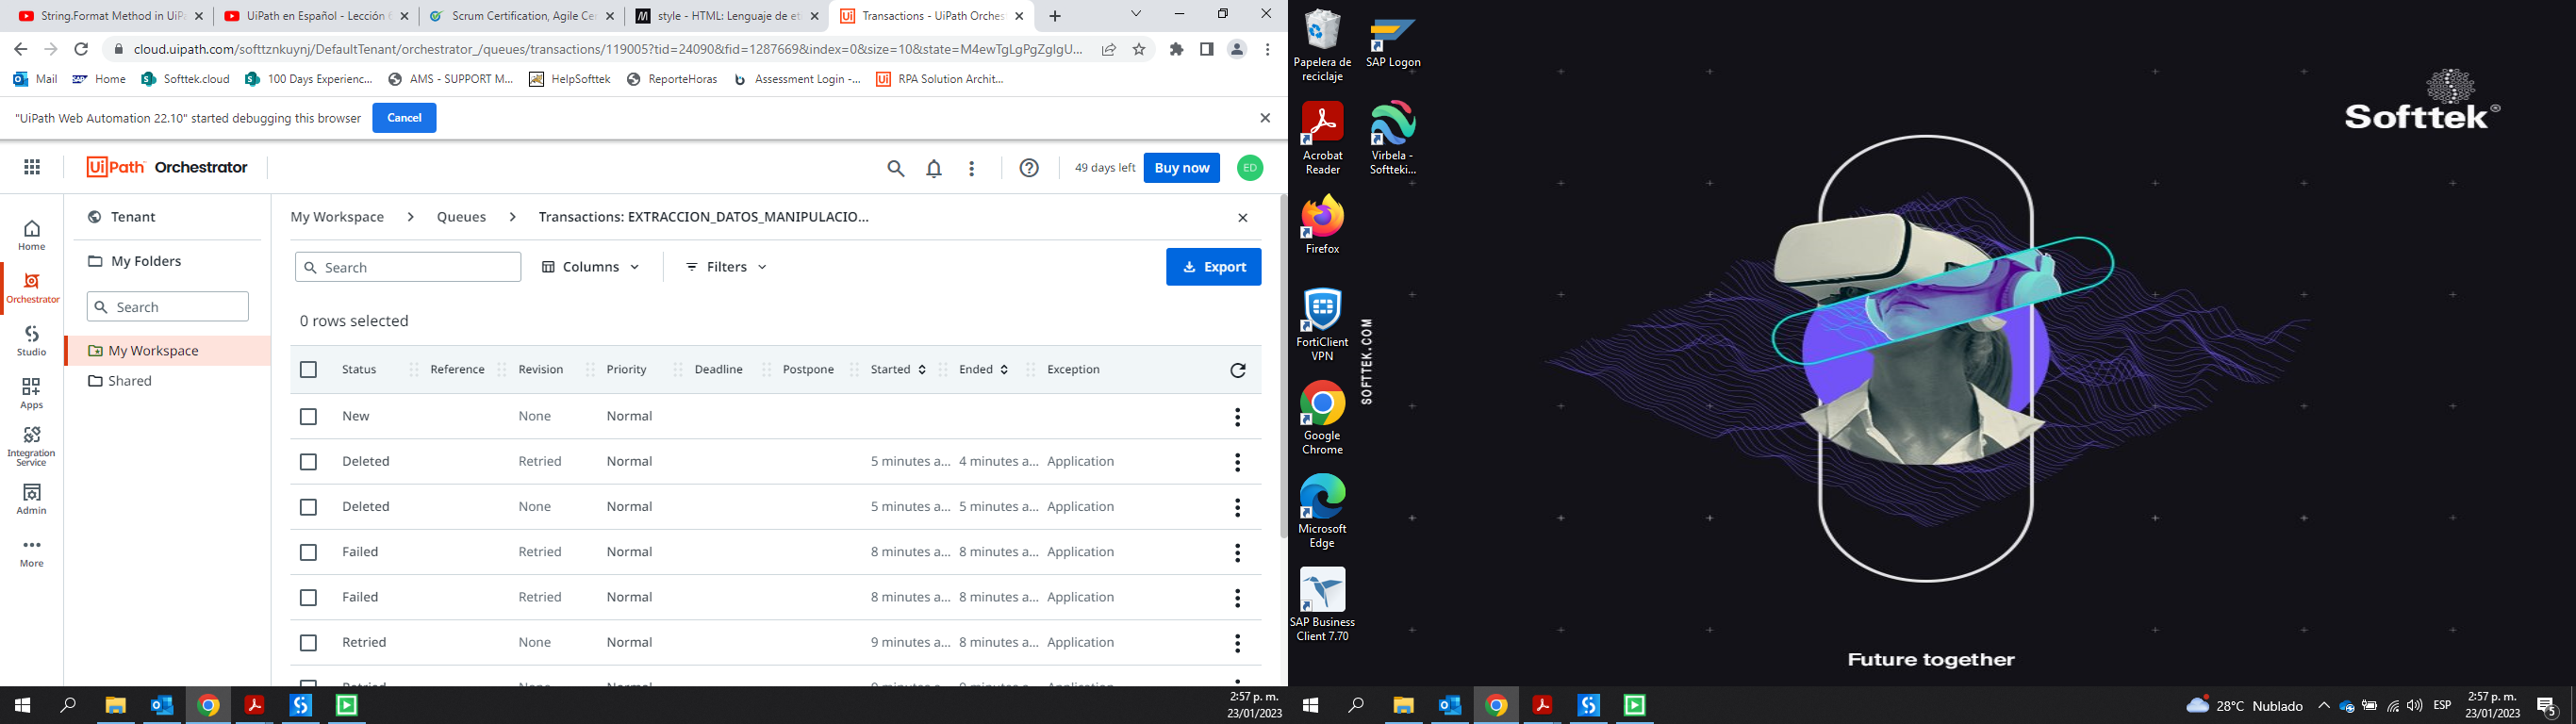 String.Format Method in UiPa
UiPath en Español - Lección 6
Scrum Certification, Agile Cer
style - HTML: Lenguaje de et
Transactions - UiPath Orches
cloud.uipath.com/softtznkuynj/DefaultTenant/orchestrator_/queues/transactions/119005?tid=24090&fid=1287669&index=0&size=10&state=M4ewTgLgPgZglgU...
Mail
Home
Softtek.cloud
100 Days Experienc...
AMS - SUPPORT M...
HelpSofttek
ReporteHoras
Assessment Login -...
RPA Solution Archit...
"UiPath Web Automation 22.10" started debugging this browser
Cancel
UiPath Orchestrator
49 days left
Buy now
ED
Home
Orchestrator
Studio
Apps
Integration
Service
Admin
More
Tenant
My Folders
Search
My Workspace
Shared
My Workspace > Queues > Transactions: EXTRACCION_DATOS_MANIPULACIO...
Search
Columns
Filters
Export
0 rows selected
Status Reference Revision Priority Deadline Postpone Started Ended Exception
New None Normal
Deleted Retried Normal 5 minutes a... 4 minutes a... Application
Deleted None Normal 5 minutes a... 5 minutes a... Application
Failed Retried Normal 8 minutes a... 8 minutes a... Application
Failed Retried Normal 8 minutes a... 8 minutes a... Application
Retried None Normal 9 minutes a... 8 minutes a... Application
2:57 p. m.
23/01/2023
Papelera de
reciclaje
SAP Logon
Acrobat
Reader
Virbela -
Softteki...
Firefox
FortiClient
VPN
Google
Chrome
Microsoft
Edge
SAP Business
Client 7.70
SOFTTEK.COM
Softtek®
Future together
28°C Nublado
ESP
2:57 p. m.
23/01/2023
5